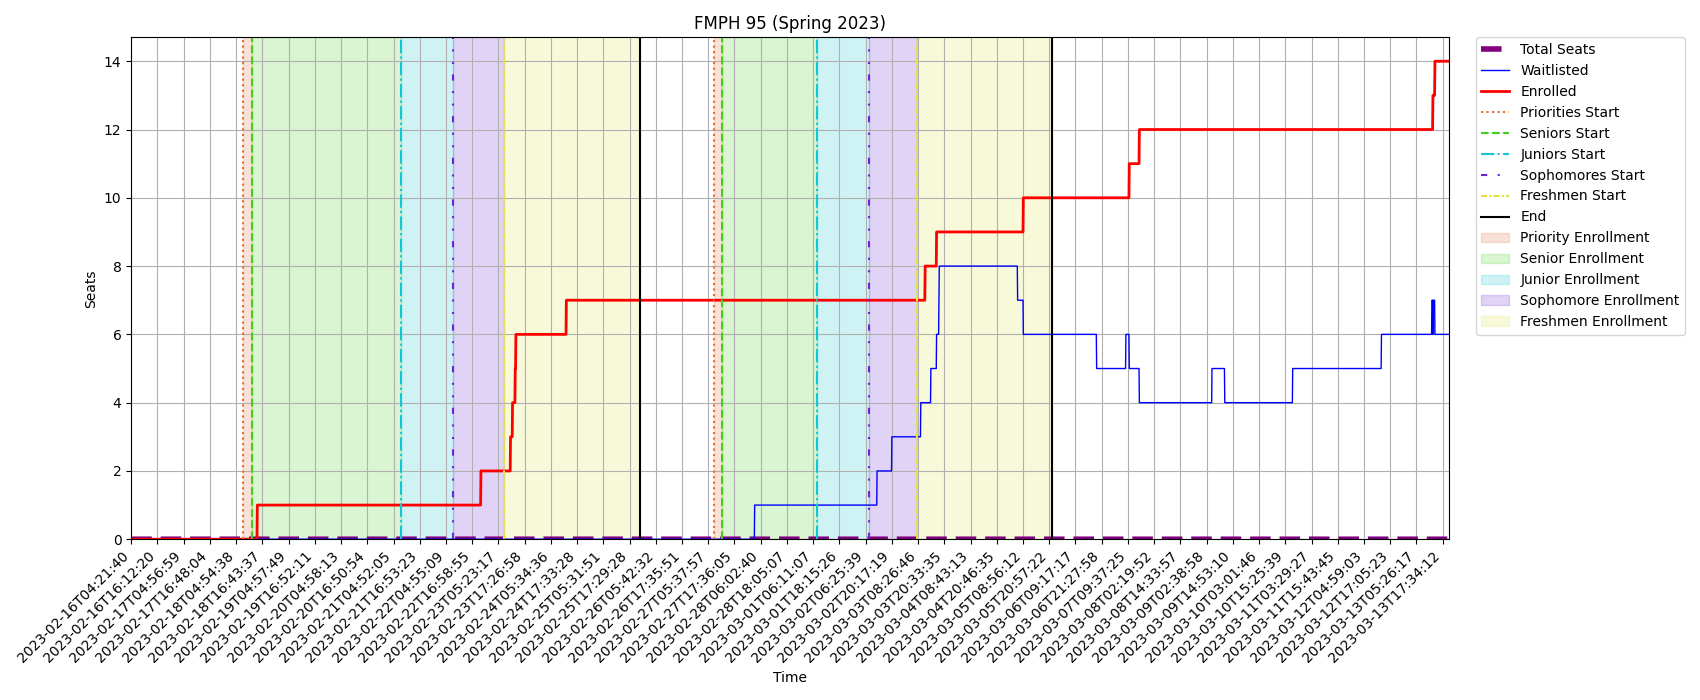 FMPH 95 (Spring 2023)
Seats
14
12
10
8
6
4
2
0
2023-02-16T04:21:40
2023-02-16T16:12:20
2023-02-17T04:56:59
2023-02-17T16:48:04
2023-02-18T04:54:38
2023-02-18T16:43:37
2023-02-19T04:57:49
2023-02-19T16:52:11
2023-02-20T04:58:13
2023-02-20T16:50:54
2023-02-21T04:52:05
2023-02-21T16:53:23
2023-02-22T04:55:09
2023-02-22T16:58:55
2023-02-23T05:23:17
2023-02-23T17:26:58
2023-02-24T05:34:36
2023-02-24T17:33:28
2023-02-25T05:31:51
2023-02-25T17:29:28
2023-02-26T05:42:32
2023-02-26T17:35:51
2023-02-27T05:37:57
2023-02-27T17:36:05
2023-02-28T06:02:40
2023-02-28T18:05:07
2023-03-01T06:11:07
2023-03-01T18:15:26
2023-03-02T06:25:39
2023-03-02T20:17:19
2023-03-03T08:26:46
2023-03-03T20:33:35
2023-03-04T08:43:13
2023-03-04T20:46:35
2023-03-05T08:56:12
2023-03-05T20:57:22
2023-03-06T09:17:17
2023-03-06T21:27:58
2023-03-07T09:37:25
2023-03-08T02:19:52
2023-03-08T14:33:57
2023-03-09T02:38:58
2023-03-09T14:53:10
2023-03-10T03:01:46
2023-03-10T15:25:39
2023-03-11T03:29:27
2023-03-11T15:43:45
2023-03-12T04:59:03
2023-03-12T17:05:23
2023-03-13T05:26:17
2023-03-13T17:34:12
Time
Total Seats
Waitlisted
Enrolled
Priorities Start
Seniors Start
Juniors Start
Sophomores Start
Freshmen Start
End
Priority Enrollment
Senior Enrollment
Junior Enrollment
Sophomore Enrollment
Freshmen Enrollment